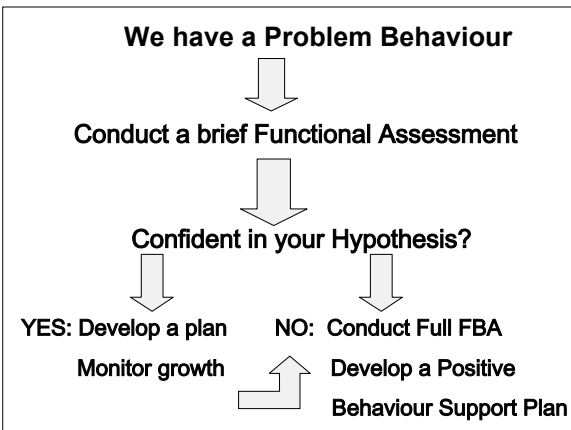 We have a Problem Behaviour
Conduct a brief Functional Assessment
Confident in your Hypothesis?
YES: Develop a plan
Monitor growth
NO: Conduct Full FBA
Develop a Positive
Behaviour Support Plan